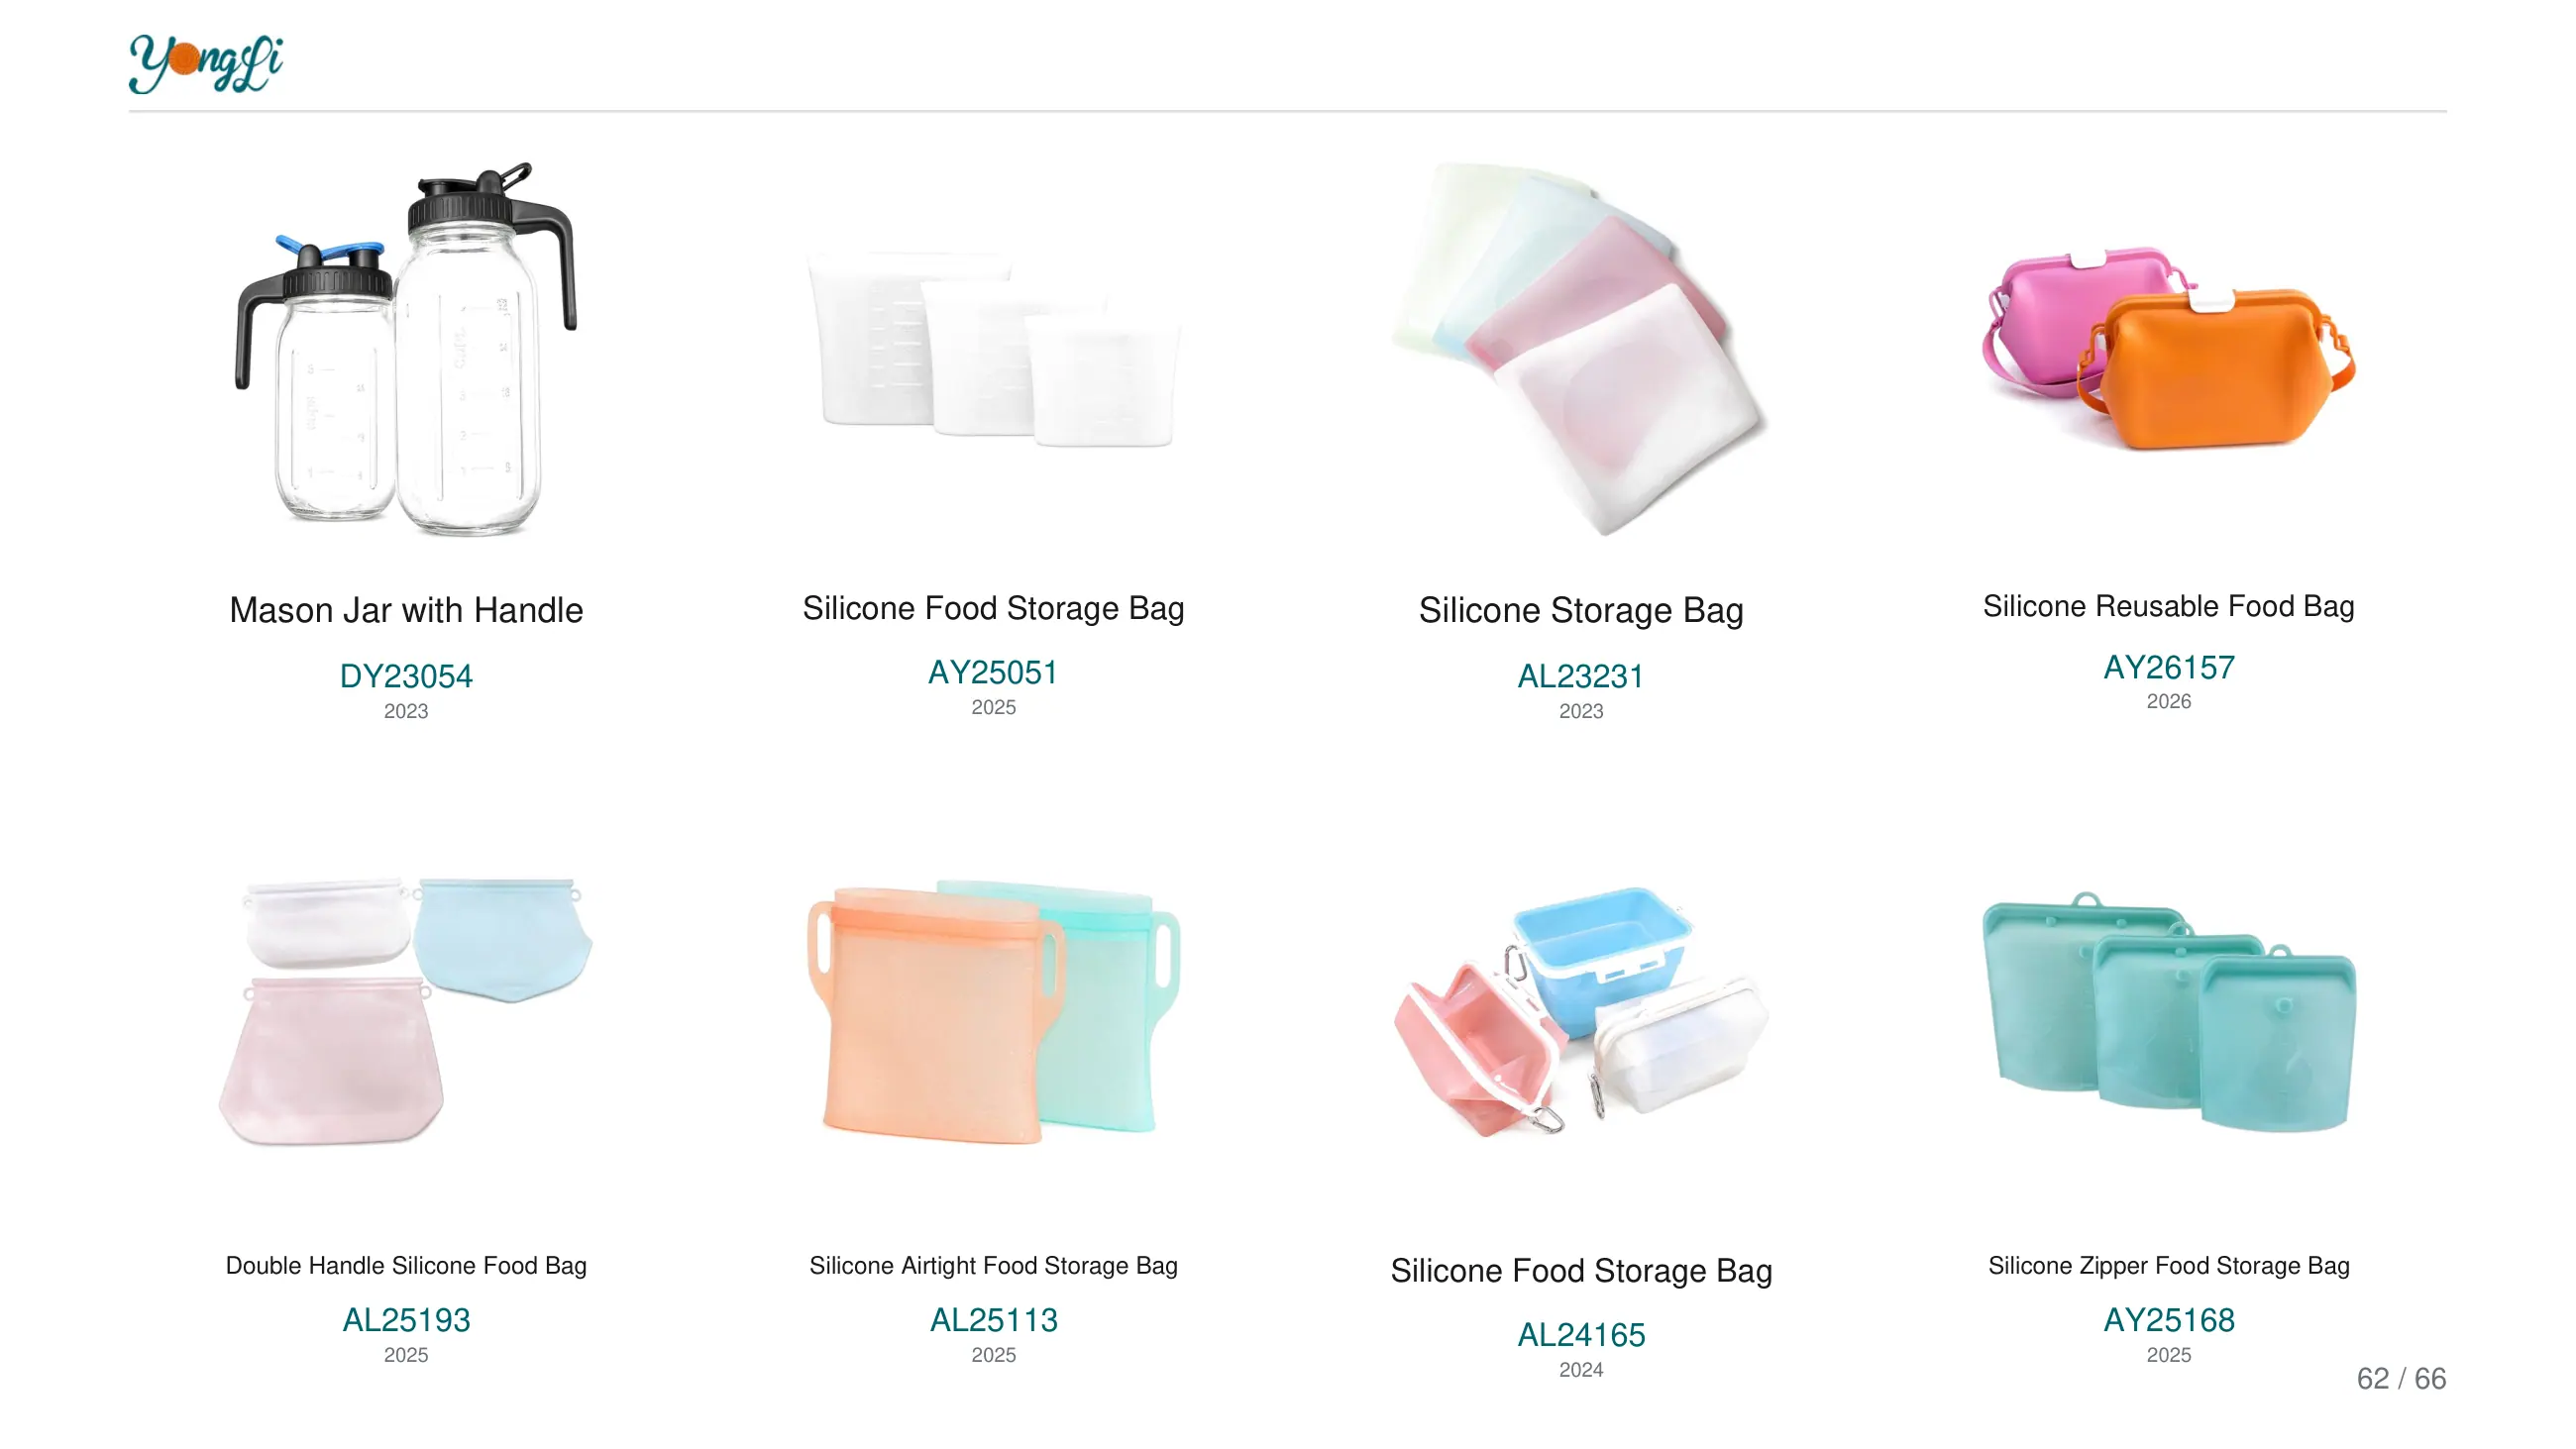 YongLi
Mason Jar with Handle
DY23054
2023
Silicone Food Storage Bag
AY25051
2025
Silicone Storage Bag
AL23231
2023
Silicone Reusable Food Bag
AY26157
2026
Double Handle Silicone Food Bag
AL25193
2025
Silicone Airtight Food Storage Bag
AL25113
2025
Silicone Food Storage Bag
AL24165
2024
Silicone Zipper Food Storage Bag
AY25168
2025
62 / 66